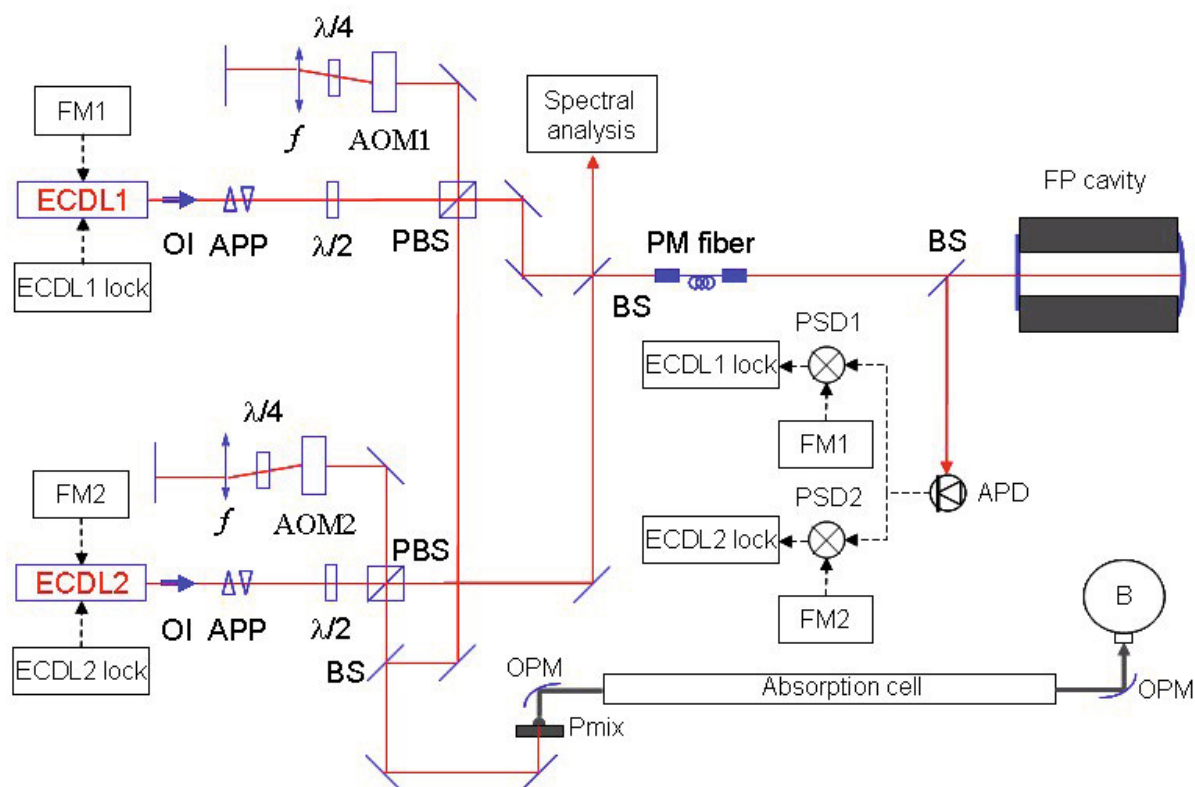 λ/4
FM1
f
AOM1
Spectral
analysis
FP cavity
ECDL1
OI
APP
λ/2
PBS
ECDL1 lock
BS
PM fiber
BS
PSD1
ECDL1 lock
FM1
λ/4
FM2
f
AOM2
PSD2
APD
PBS
ECDL2 lock
ECDL2
OI
APP
λ/2
FM2
B
ECDL2 lock
BS
OPM
Absorption cell
OPM
Pmix